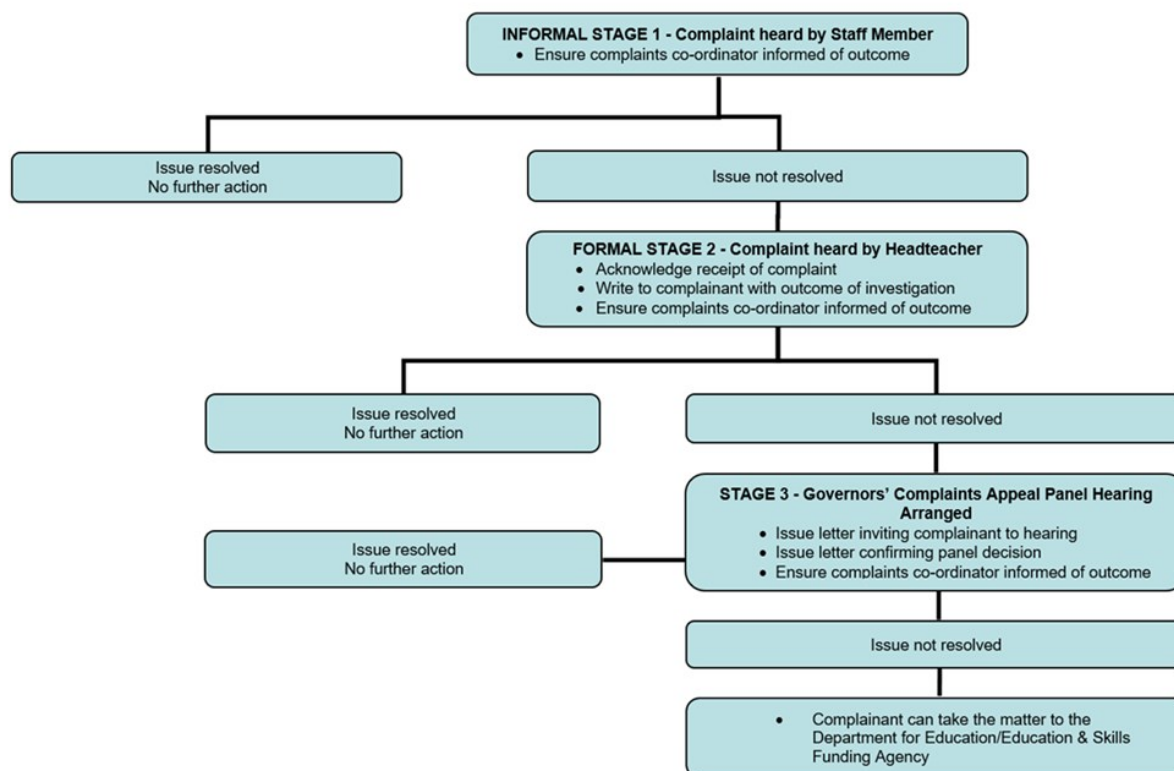 INFORMAL STAGE 1 - Complaint heard by Staff Member
• Ensure complaints co-ordinator informed of outcome
Issue resolved
No further action
Issue not resolved
FORMAL STAGE 2 - Complaint heard by Headteacher
• Acknowledge receipt of complaint
• Write to complainant with outcome of investigation
• Ensure complaints co-ordinator informed of outcome
Issue resolved
No further action
Issue not resolved
STAGE 3 - Governors' Complaints Appeal Panel Hearing
Arranged
• Issue letter inviting complainant to hearing
• Issue letter confirming panel decision
• Ensure complaints co-ordinator informed of outcome
Issue resolved
No further action
Issue not resolved
• Complainant can take the matter to the
Department for Education/Education & Skills
Funding Agency